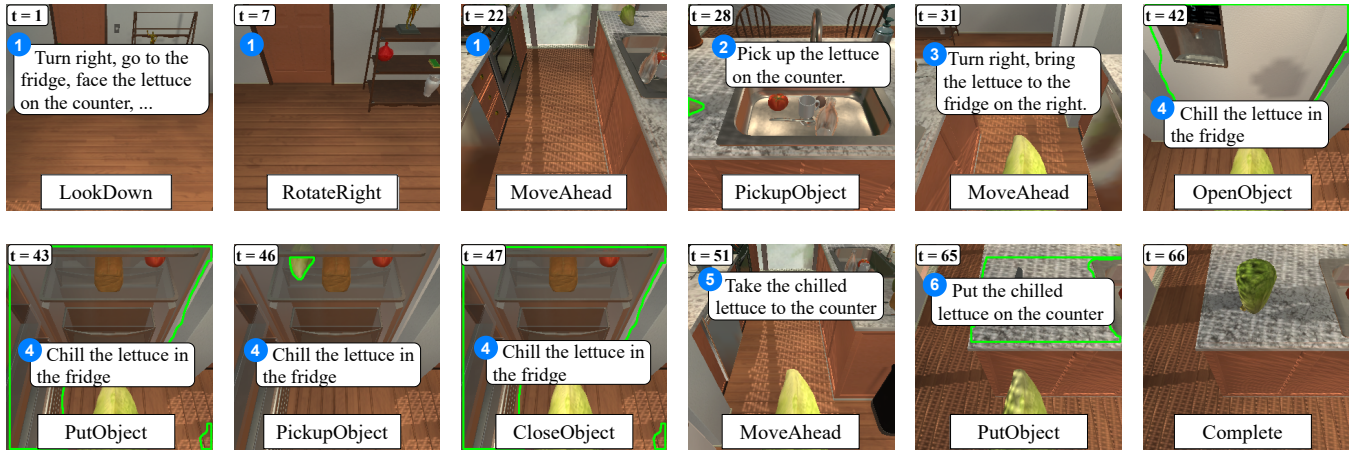 t = 1
1
Turn right, go to the
fridge, face the lettuce
on the counter, ...
LookDown
t = 7
1
RotateRight
t = 22
1
MoveAhead
t = 28
2
Pick up the lettuce
on the counter.
PickupObject
t = 31
3
Turn right, bring
the lettuce to the
fridge on the right.
MoveAhead
t = 42
4
Chill the lettuce in
the fridge
OpenObject
t = 43
4
Chill the lettuce in
the fridge
PutObject
t = 46
4
Chill the lettuce in
the fridge
PickupObject
t = 47
4
Chill the lettuce in
the fridge
CloseObject
t = 51
5
Take the chilled
lettuce to the counter
MoveAhead
t = 65
6
Put the chilled
lettuce on the counter
PutObject
t = 66
Complete